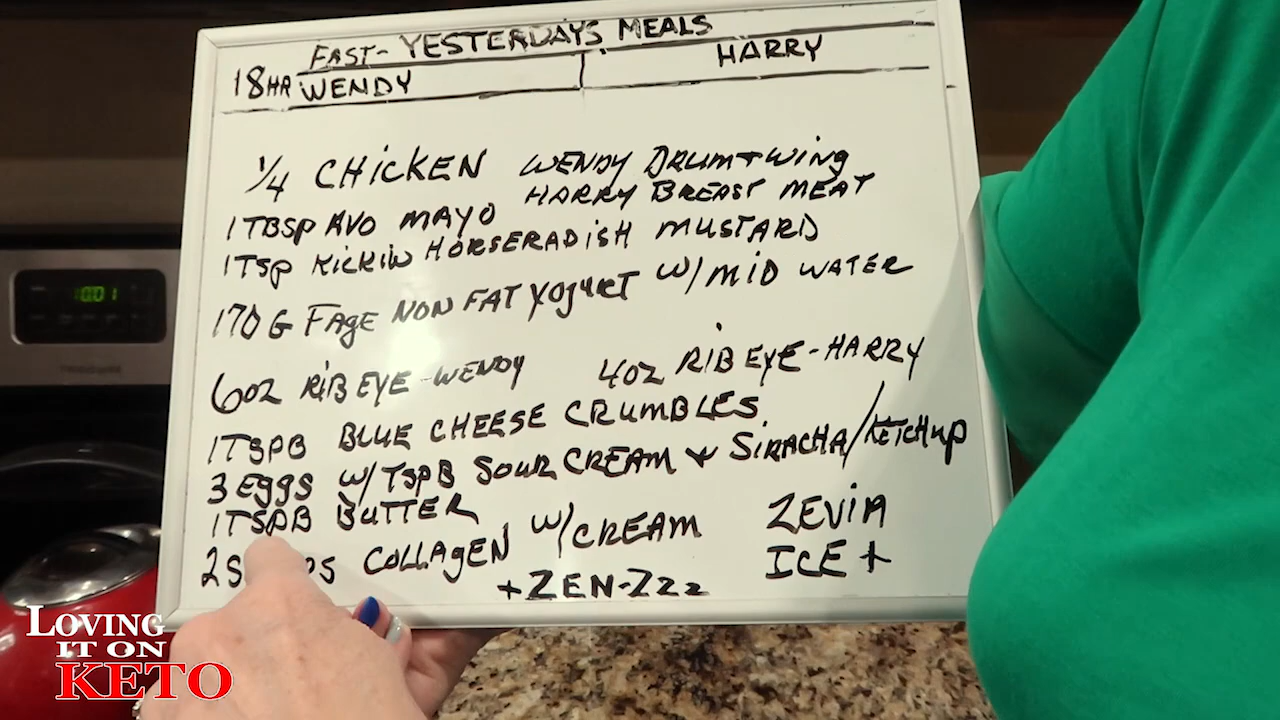 FAST- YESTERDAYS MEALS
18HR WENDY
HARRY
1/4 CHICKEN WENDY DRUM + WING
HARRY BREAST MEAT
1TBSP AVO MAYO
1TSP KICKIN HORSERADISH MUSTARD
170 G FAGE NON FAT YOGURT W/ MIO WATER
6OZ RIB EYE-WENDY 4OZ RIB EYE-HARRY
1TSPB BLUE CHEESE CRUMBLES
3 EGGS W/TSPB SOUR CREAM + SIRACHA/KETCHUP
1TSPB BUTTER
2 COLLAGEN W/CREAM
+ZEN-Zzz
ZEVIA
ICE +
10:01
LOVING
IT ON
KETO